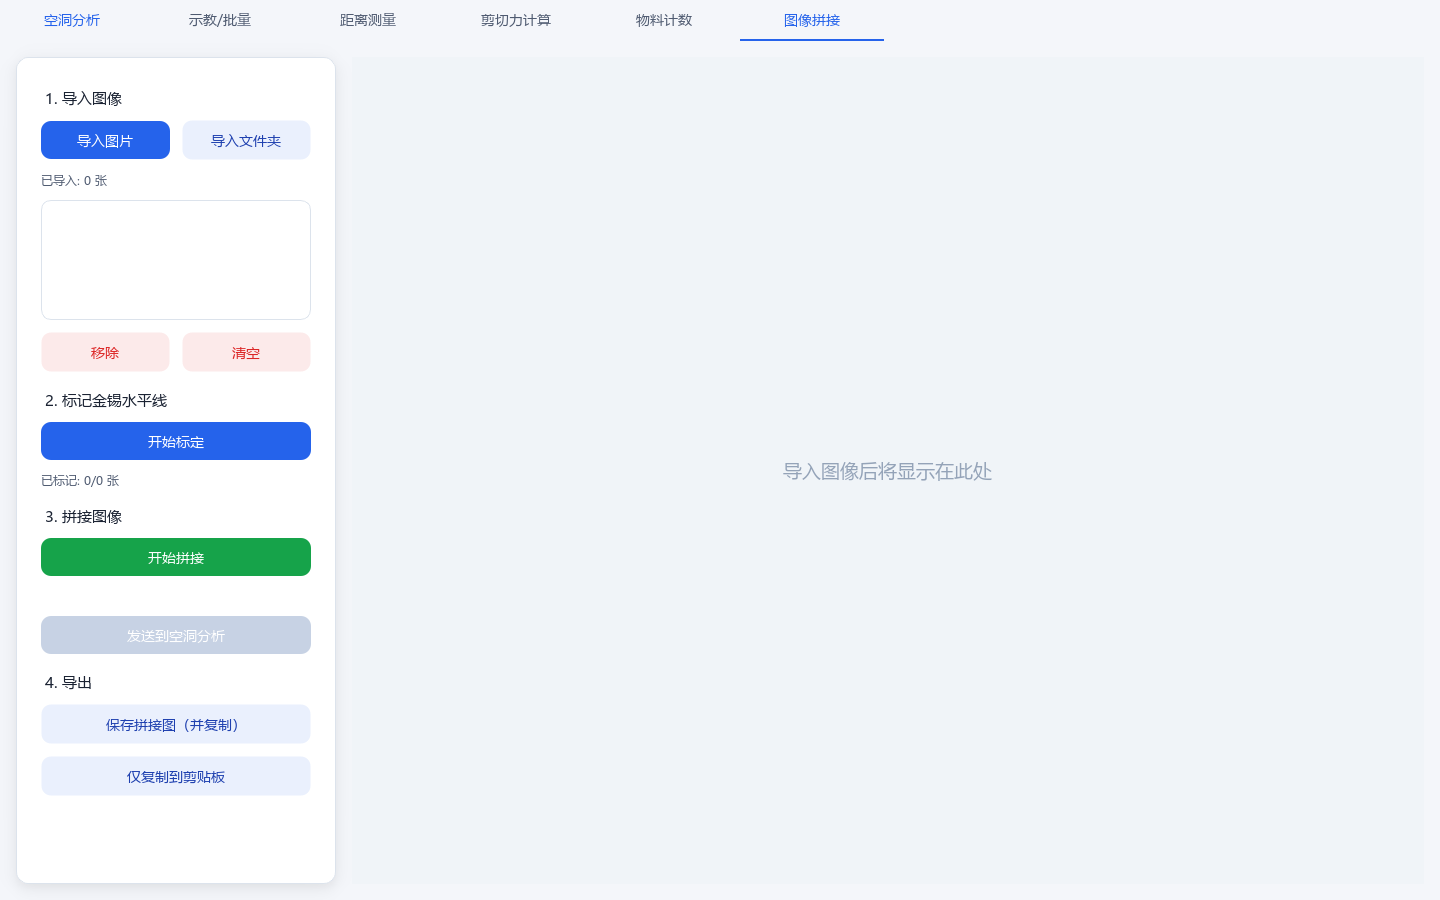 空洞分析 示教/批量 距离测量 剪切力计算 物料计数 图像拼接
1. 导入图像
导入图片 导入文件夹
已导入: 0 张
移除 清空
2. 标记金锡水平线
开始标定
已标记: 0/0 张
3. 拼接图像
开始拼接
发送到空洞分析
4. 导出
保存拼接图（并复制）
仅复制到剪贴板
导入图像后将显示在此处